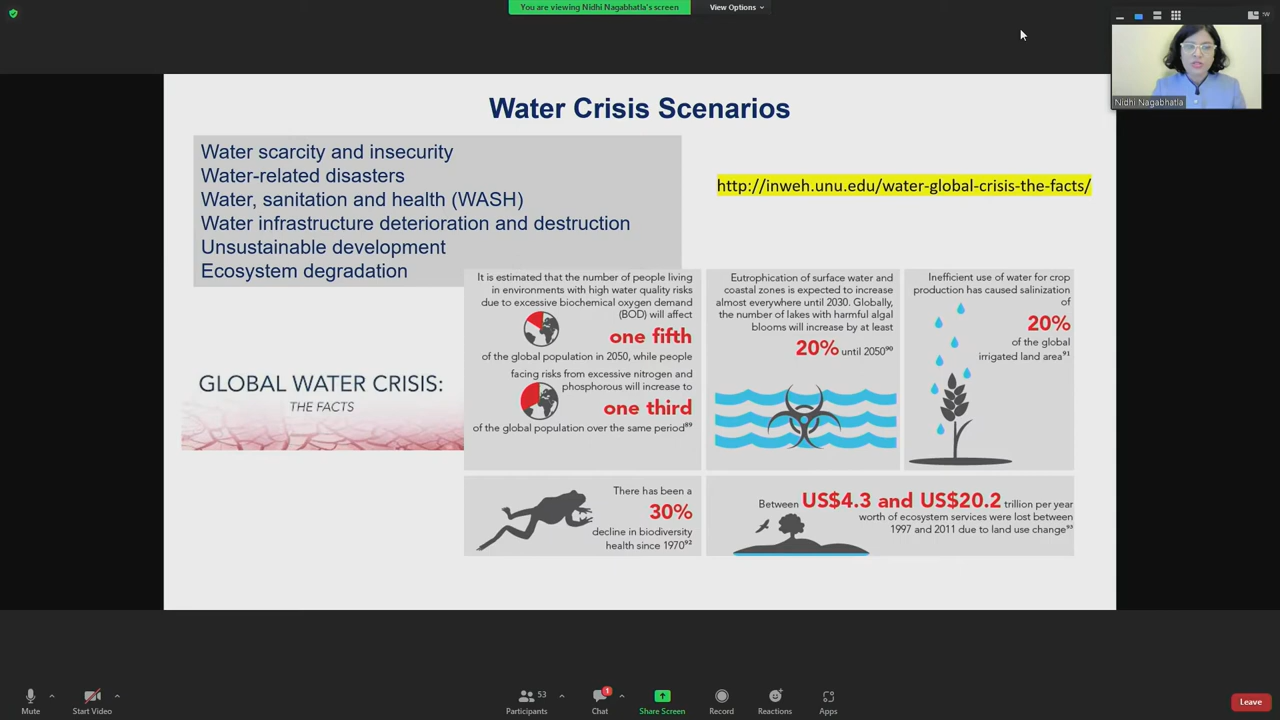 You are viewing Nidhi Nagabhatla's screen
View Options
Nidhi Nagabhatla
Water Crisis Scenarios
Water scarcity and insecurity
Water-related disasters
Water, sanitation and health (WASH)
Water infrastructure deterioration and destruction
Unsustainable development
Ecosystem degradation
http://inweh.unu.edu/water-global-crisis-the-facts/
GLOBAL WATER CRISIS:
THE FACTS
It is estimated that the number of people living
in environments with high water quality risks
due to excessive biochemical oxygen demand
(BOD) will affect
one fifth
of the global population in 2050, while people
facing risks from excessive nitrogen and
phosphorous will increase to
one third
of the global population over the same period⁸⁹
Eutrophication of surface water and
coastal zones is expected to increase
almost everywhere until 2030. Globally,
the number of lakes with harmful algal
blooms will increase by at least
20% until 2050⁹⁰
Inefficient use of water for crop
production has caused salinization
of
20%
of the global
irrigated land area⁹¹
There has been a
30%
decline in biodiversity
health since 1970⁹²
Between US$4.3 and US$20.2 trillion per year
worth of ecosystem services were lost between
1997 and 2011 due to land use change⁹³
Mute
Start Video
53
Participants
1
Chat
Share Screen
Record
Reactions
Apps
Leave